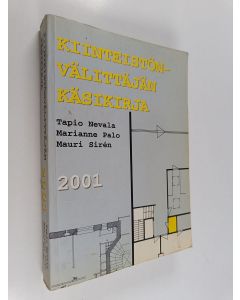 KIINTEISTÖN-
VÄLITTÄJÄN
KÄSIKIRJA
Tapio Nevala
Marianne Palo
Mauri Sirén
2001